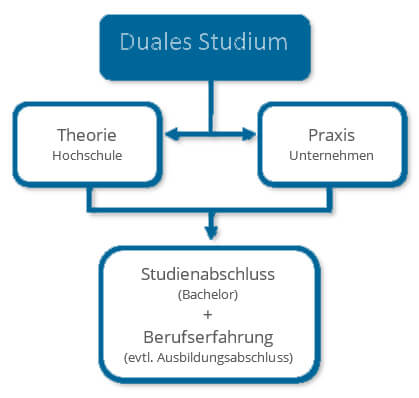 Duales Studium
Theorie
Hochschule
Praxis
Unternehmen
Studienabschluss
(Bachelor)
+
Berufserfahrung
(evtl. Ausbildungsabschluss)